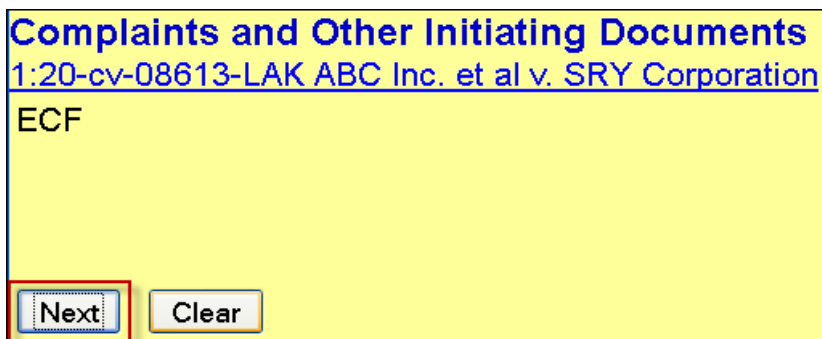 Complaints and Other Initiating Documents
1:20-cv-08613-LAK ABC Inc. et al v. SRY Corporation
ECF
Next Clear